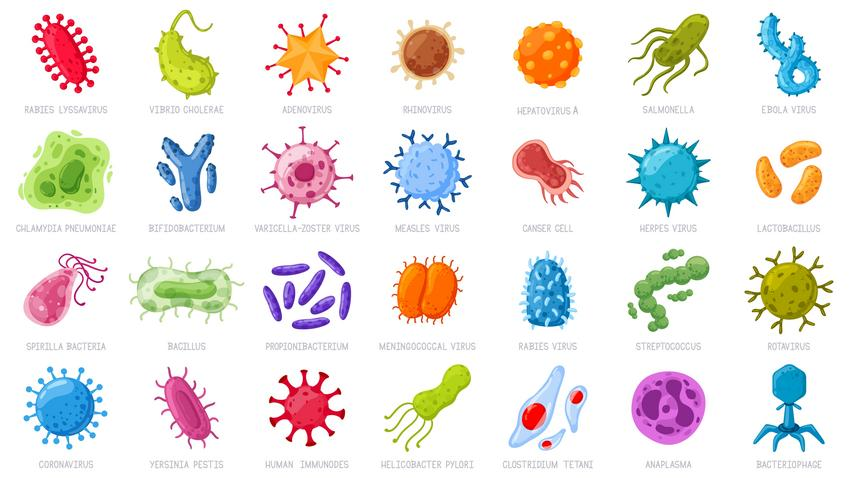 RABIES LYSSAVIRUS
VIBRIO CHOLERAE
ADENOVIRUS
RHINOVIRUS
HEPATOVIRUS A
SALMONELLA
EBOLA VIRUS
CHLAMYDIA PNEUMONIAE
BIFIDOBACTERIUM
VARICELLA-ZOSTER VIRUS
MEASLES VIRUS
CANSER CELL
HERPES VIRUS
LACTOBACILLUS
SPIRILLA BACTERIA
BACILLUS
PROPIONIBACTERIUM
MENINGOCOCCAL VIRUS
RABIES VIRUS
STREPTOCOCCUS
ROTAVIRUS
CORONAVIRUS
YERSINIA PESTIS
HUMAN IMMUNODES
HELICOBACTER PYLORI
CLOSTRIDIUM TETANI
ANAPLASMA
BACTERIOPHAGE